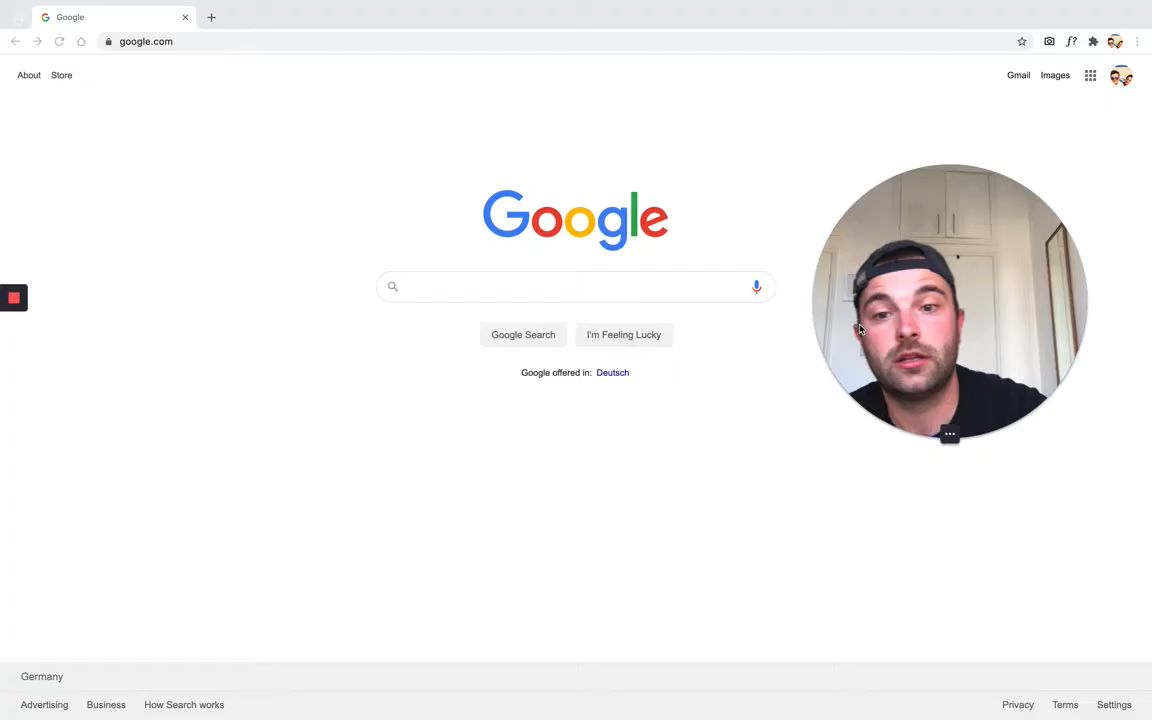 Google
google.com
f?
About Store
Gmail Images
Google
Google Search I'm Feeling Lucky
Google offered in: Deutsch
Germany
Advertising Business How Search works
Privacy Terms Settings